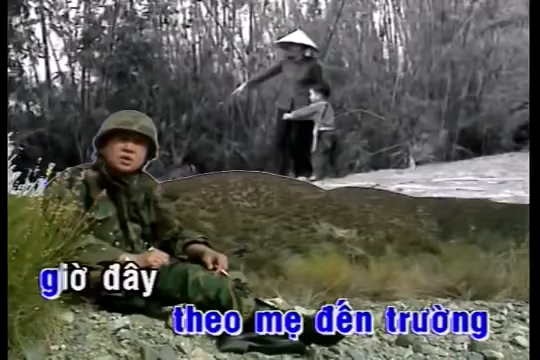 giờ đây
theo mẹ đến trường